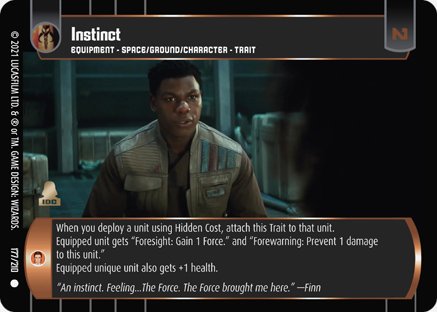 Instinct
EQUIPMENT - SPACE/GROUND/CHARACTER - TRAIT
N
© 2021 LUCASFILM LTD. & ® or TM. GAME DESIGN: WIZARDS.
177/210
IDC
When you deploy a unit using Hidden Cost, attach this Trait to that unit.
Equipped unit gets “Foresight: Gain 1 Force.” and “Forewarning: Prevent 1 damage
to this unit.”
Equipped unique unit also gets +1 health.
“An instinct. Feeling...The Force. The Force brought me here.” —Finn